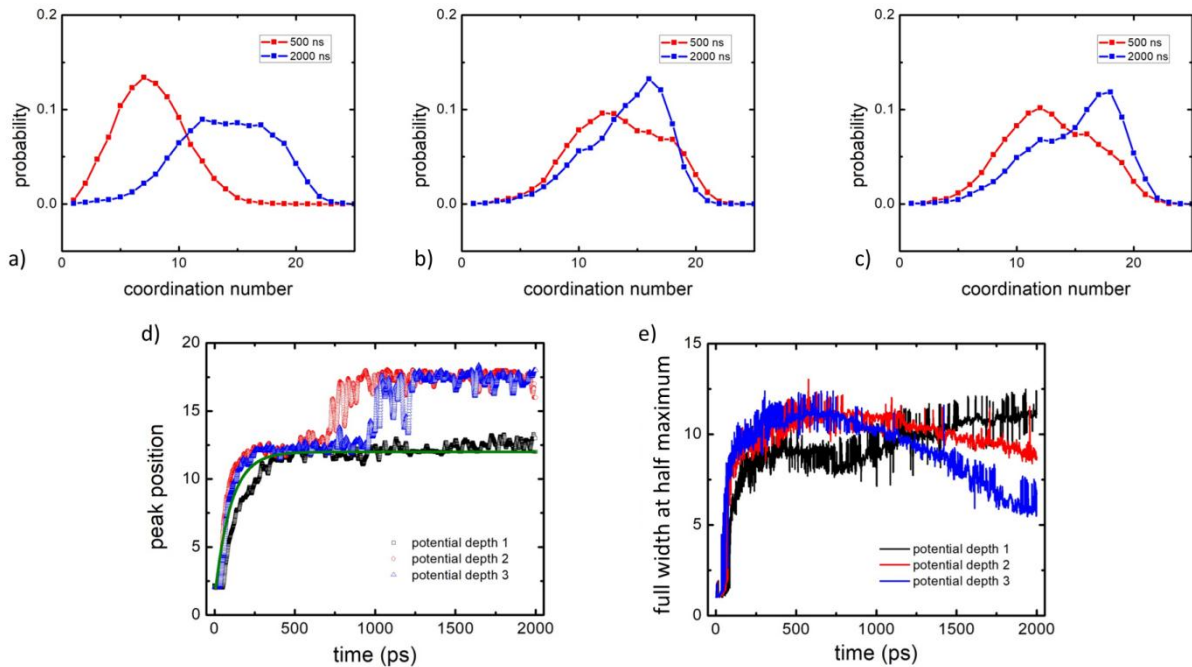 0.2
500 ns
2000 ns
0.1
probability
0.0
0
10
20
a)
coordination number
0.2
500 ns
2000 ns
0.1
probability
0.0
0
10
20
b)
coordination number
0.2
500 ns
2000 ns
0.1
probability
0.0
0
10
20
c)
coordination number
d)
20
15
10
5
0
peak position
potential depth 1
potential depth 2
potential depth 3
0
500
1000
1500
2000
time (ps)
e)
15
10
5
0
full width at half maximum
potential depth 1
potential depth 2
potential depth 3
0
500
1000
1500
2000
time (ps)